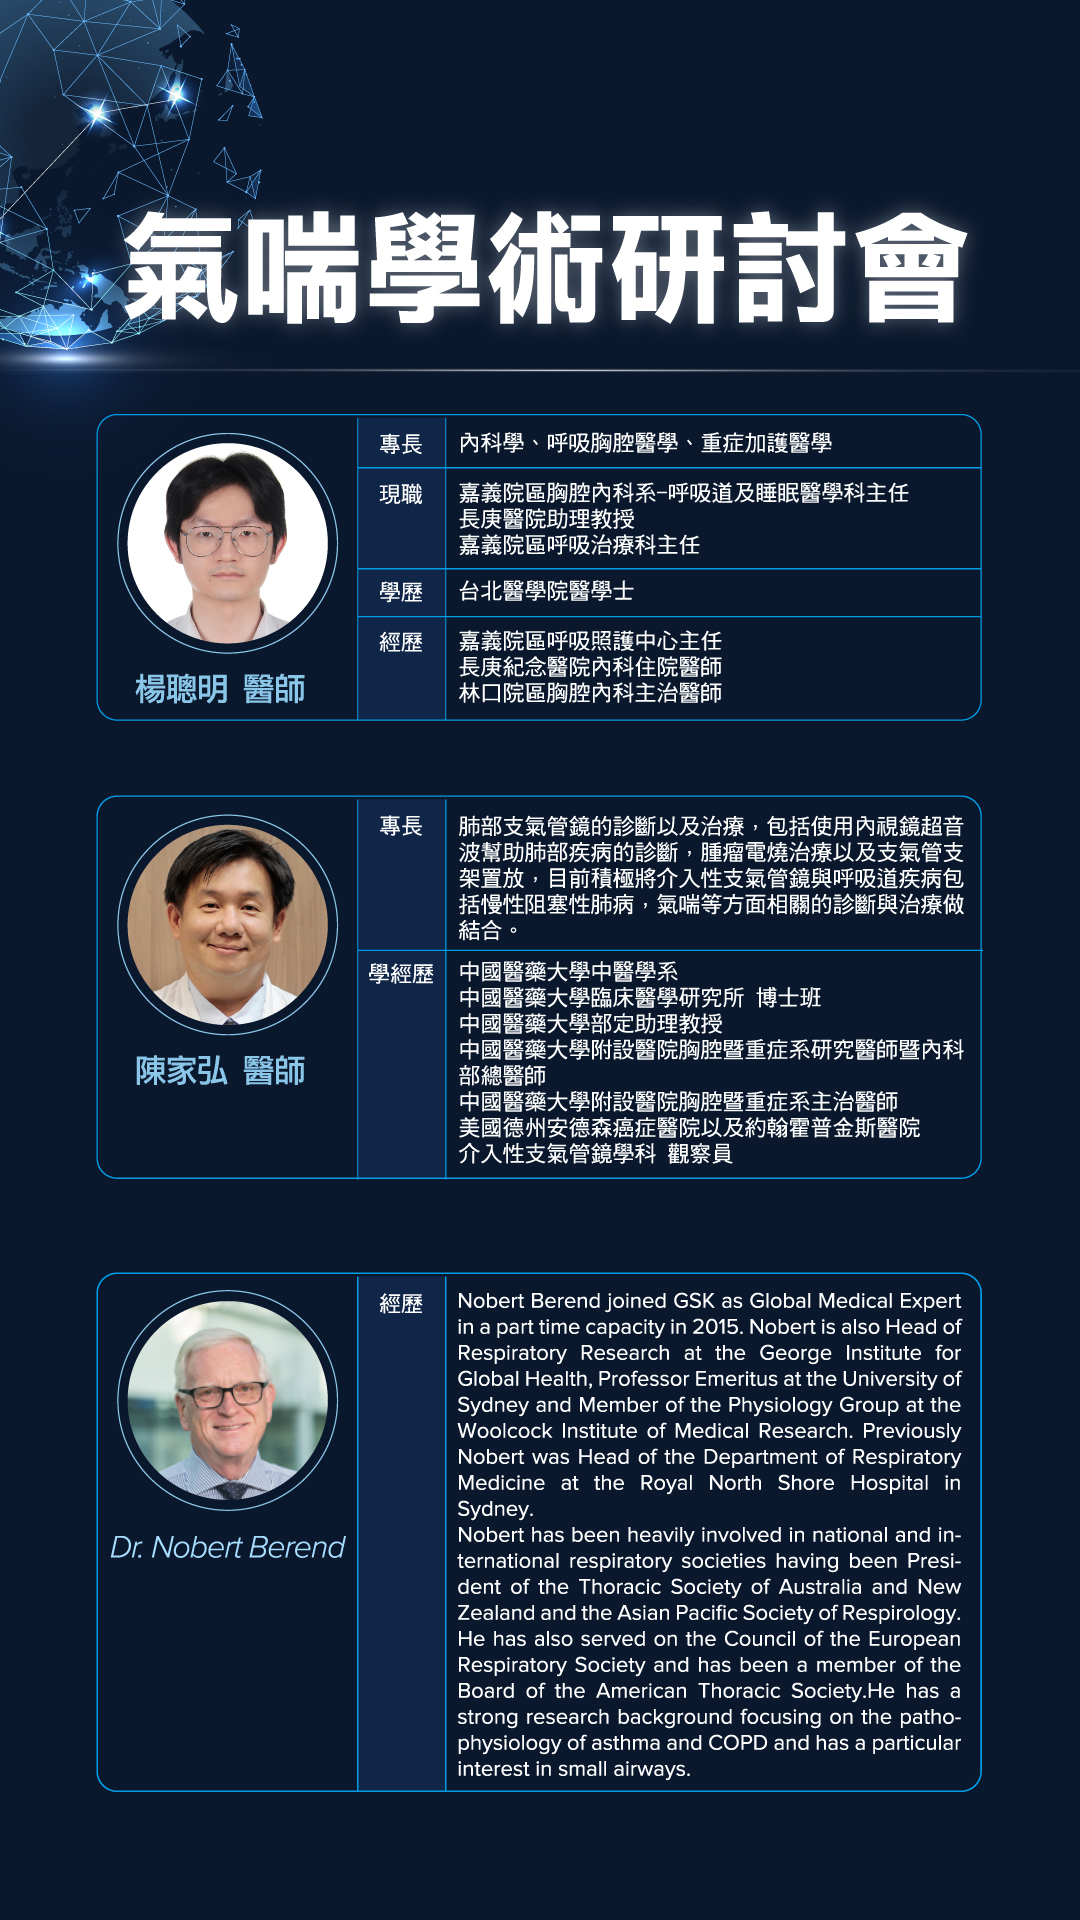 氣喘學術研討會
專長
內科學、呼吸胸腔醫學、重症加護醫學
現職
嘉義院區胸腔內科系-呼吸道及睡眠醫學科主任
長庚醫院助理教授
嘉義院區呼吸治療科主任
學歷
台北醫學院醫學士
經歷
嘉義院區呼吸照護中心主任
長庚紀念醫院內科住院醫師
林口院區胸腔內科主治醫師
楊聰明 醫師
專長
肺部支氣管鏡的診斷以及治療，包括使用內視鏡超音
波幫助肺部疾病的診斷，腫瘤電燒治療以及支氣管支
架置放，目前積極將介入性支氣管鏡與呼吸道疾病包
括慢性阻塞性肺病，氣喘等方面相關的診斷與治療做
結合。
學經歷
中國醫藥大學中醫學系
中國醫藥大學臨床醫學研究所 博士班
中國醫藥大學部定助理教授
中國醫藥大學附設醫院胸腔暨重症系研究醫師暨內科
部總醫師
中國醫藥大學附設醫院胸腔暨重症系主治醫師
美國德州安德森癌症醫院以及約翰霍普金斯醫院
介入性支氣管鏡學科 觀察員
陳家弘 醫師
經歷
Nobert Berend joined GSK as Global Medical Expert
in a part time capacity in 2015. Nobert is also Head of
Respiratory Research at the George Institute for
Global Health, Professor Emeritus at the University of
Sydney and Member of the Physiology Group at the
Woolcock Institute of Medical Research. Previously
Nobert was Head of the Department of Respiratory
Medicine at the Royal North Shore Hospital in
Sydney.
Nobert has been heavily involved in national and in-
ternational respiratory societies having been Presi-
dent of the Thoracic Society of Australia and New
Zealand and the Asian Pacific Society of Respirology.
He has also served on the Council of the European
Respiratory Society and has been a member of the
Board of the American Thoracic Society.He has a
strong research background focusing on the patho-
physiology of asthma and COPD and has a particular
interest in small airways.
Dr. Nobert Berend